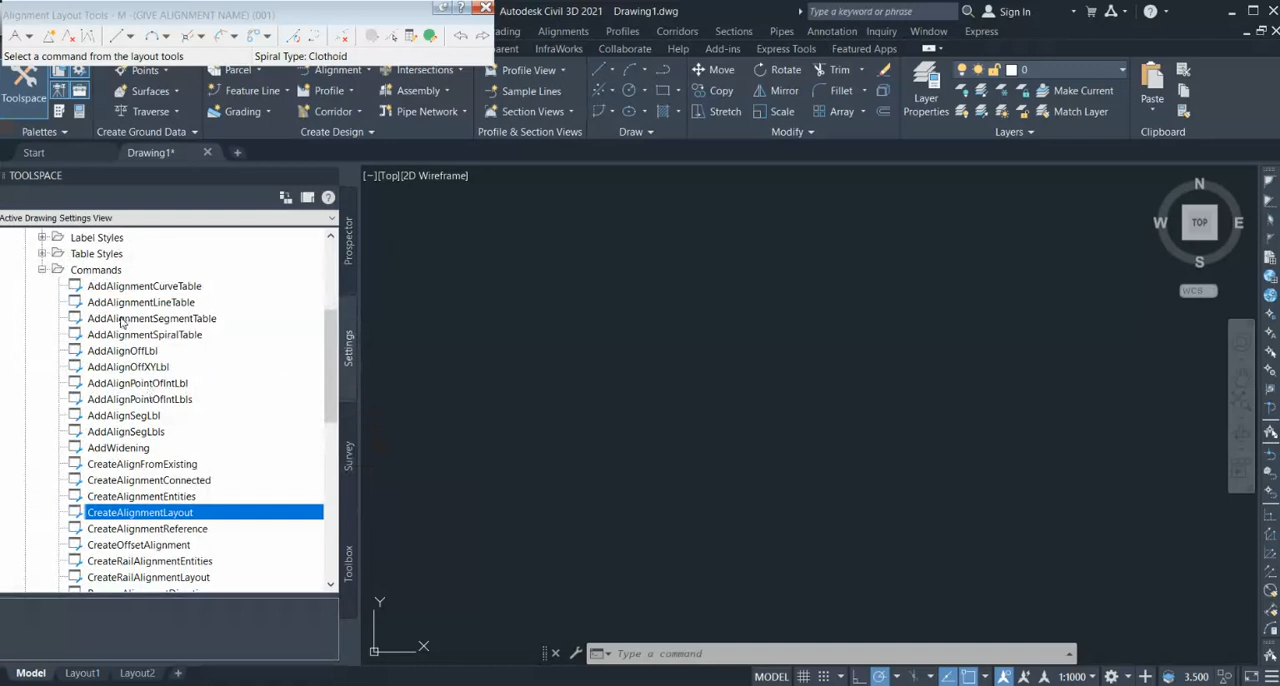 Alignment Layout Tools - M -(GIVE ALIGNMENT NAME) (001)
Autodesk Civil 3D 2021 Drawing1.dwg
Type a keyword or phrase
Sign In
Alignments Profiles Corridors Sections Pipes Annotation Inquiry Window Express
Select a command from the layout tools
Spiral Type: Clothoid
InfraWorks Collaborate Add-ins Express Tools Featured Apps
Toolspace
Points
Parcel
Alignment
Intersections
Profile View
Move
Rotate
Trim
0
Surfaces
Feature Line
Profile
Assembly
Sample Lines
Copy
Mirror
Fillet
Layer
Properties
Make Current
Paste
Traverse
Grading
Corridor
Pipe Network
Section Views
Stretch
Scale
Array
Match Layer
Palettes
Create Ground Data
Create Design
Profile & Section Views
Draw
Modify
Layers
Clipboard
Start
Drawing1*
TOOLSPACE
[−][Top][2D Wireframe]
Active Drawing Settings View
Label Styles
Table Styles
Commands
AddAlignmentCurveTable
AddAlignmentLineTable
AddAlignmentSegmentTable
AddAlignmentSpiralTable
AddAlignOffLbl
AddAlignOffXYLbl
AddAlignPointOfIntLbl
AddAlignPointOfIntLbls
AddAlignSegLbl
AddAlignSegLbls
AddWidening
CreateAlignFromExisting
CreateAlignmentConnected
CreateAlignmentEntities
CreateAlignmentLayout
CreateAlignmentReference
CreateOffsetAlignment
CreateRailAlignmentEntities
CreateRailAlignmentLayout
Prospector
Settings
Survey
Toolbox
N
W
TOP
E
S
WCS
Y
X
Type a command
Model
Layout1
Layout2
MODEL
1:1000
3.500